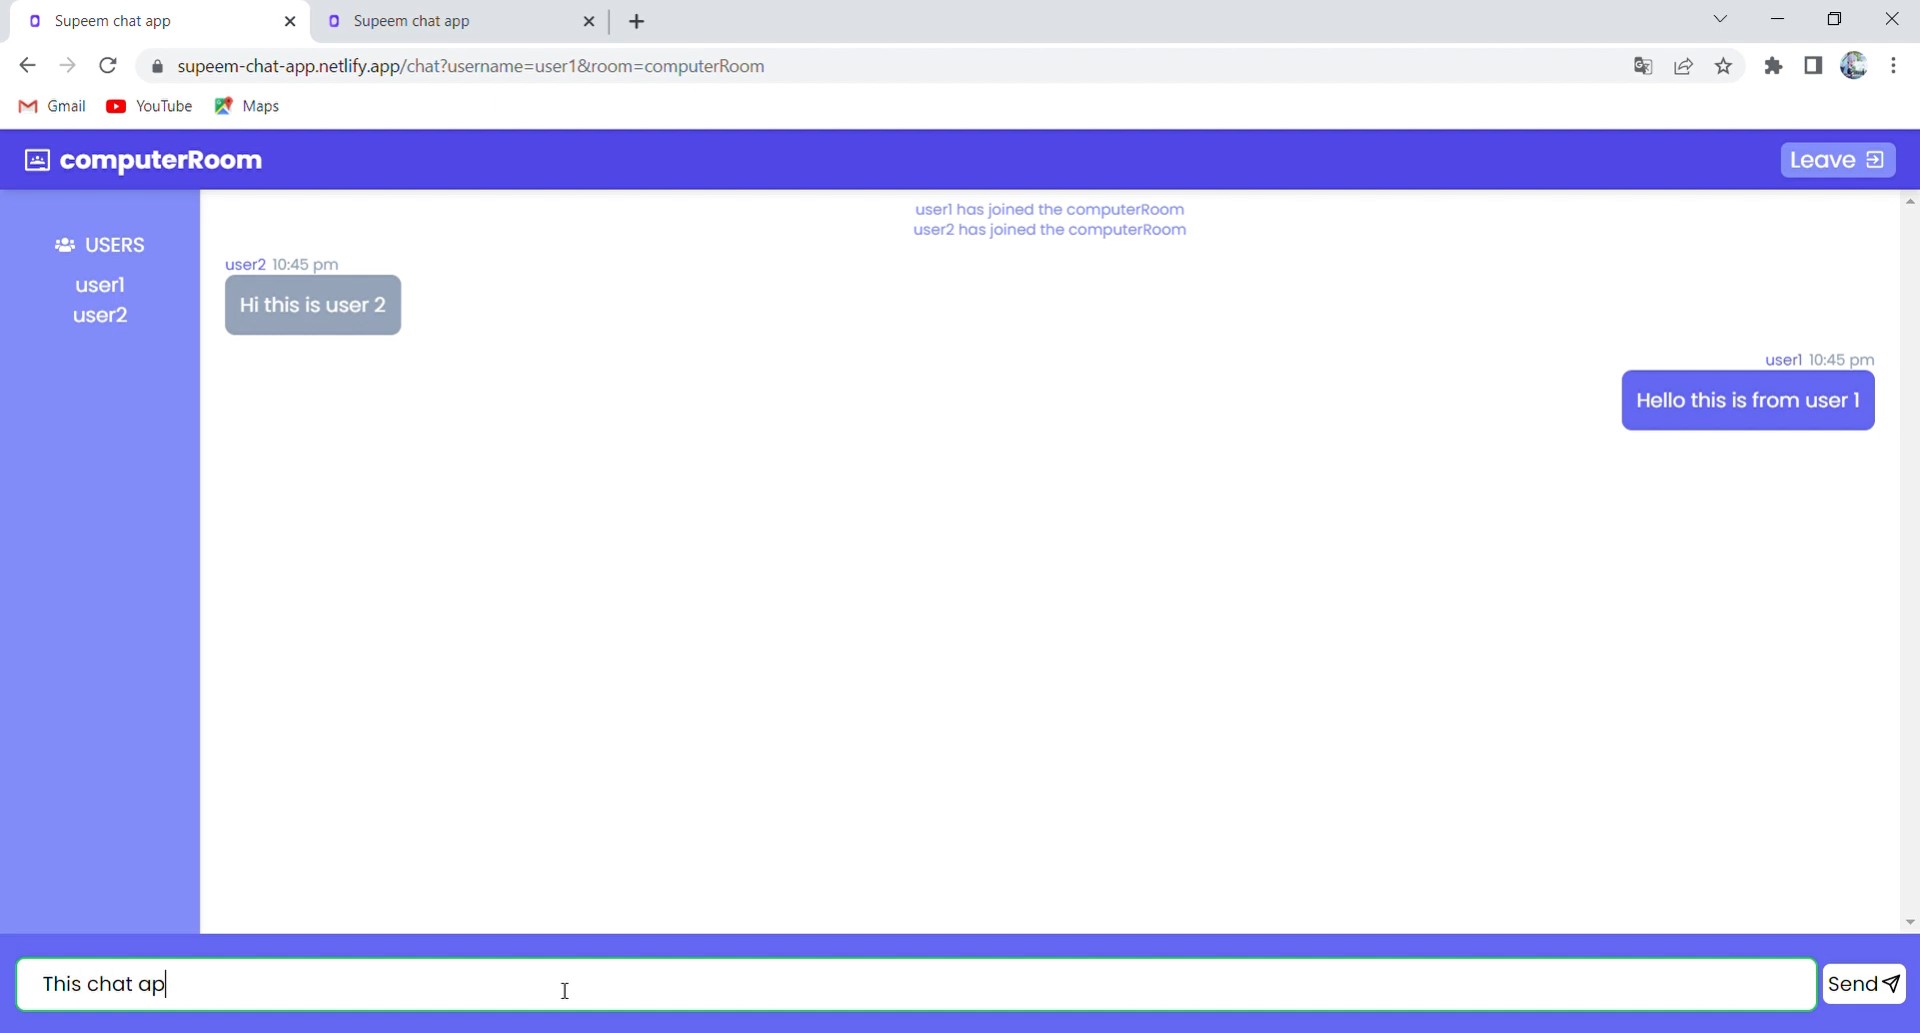 Supeem chat app
Supeem chat app
supeem-chat-app.netlify.app/chat?username=user1&room=computerRoom
Gmail YouTube Maps
computerRoom
Leave
user1 has joined the computerRoom
user2 has joined the computerRoom
USERS
user1
user2
user2 10:45 pm
Hi this is user 2
user1 10:45 pm
Hello this is from user 1
This chat ap
Send